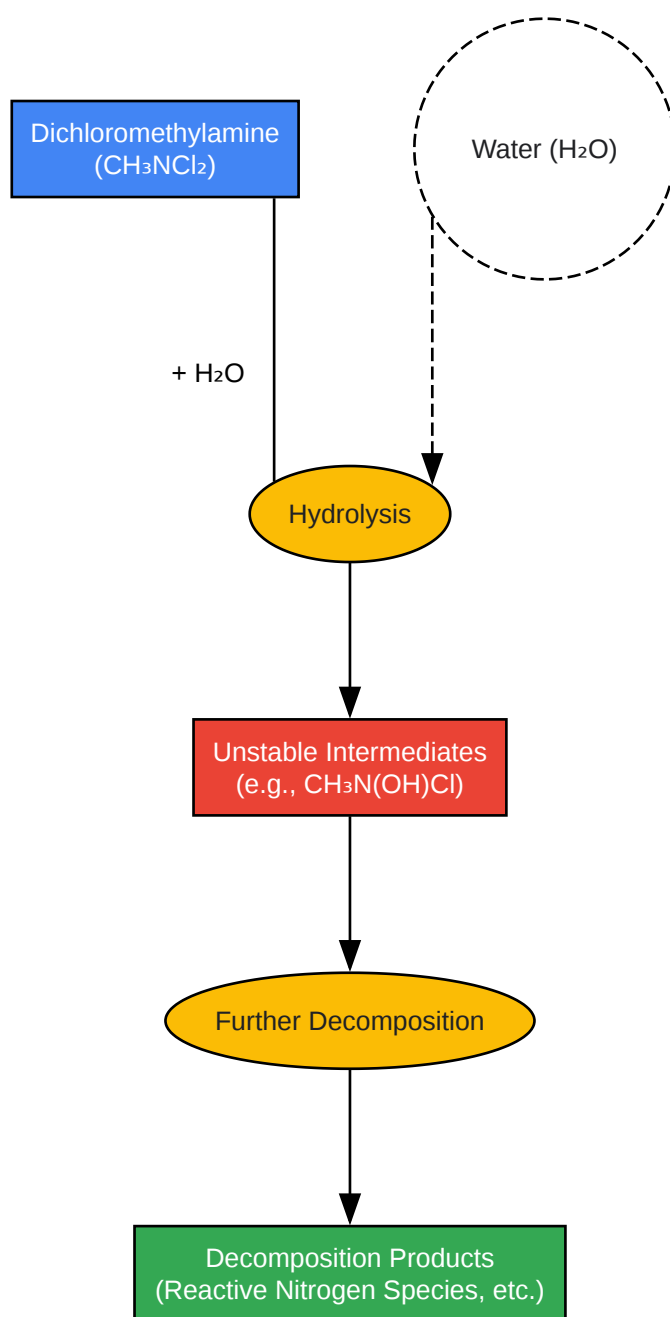 Dichloromethylamine
(CH₃NCl₂)
Water (H₂O)
+ H₂O
Hydrolysis
Unstable Intermediates
(e.g., CH₃N(OH)Cl)
Further Decomposition
Decomposition Products
(Reactive Nitrogen Species, etc.)